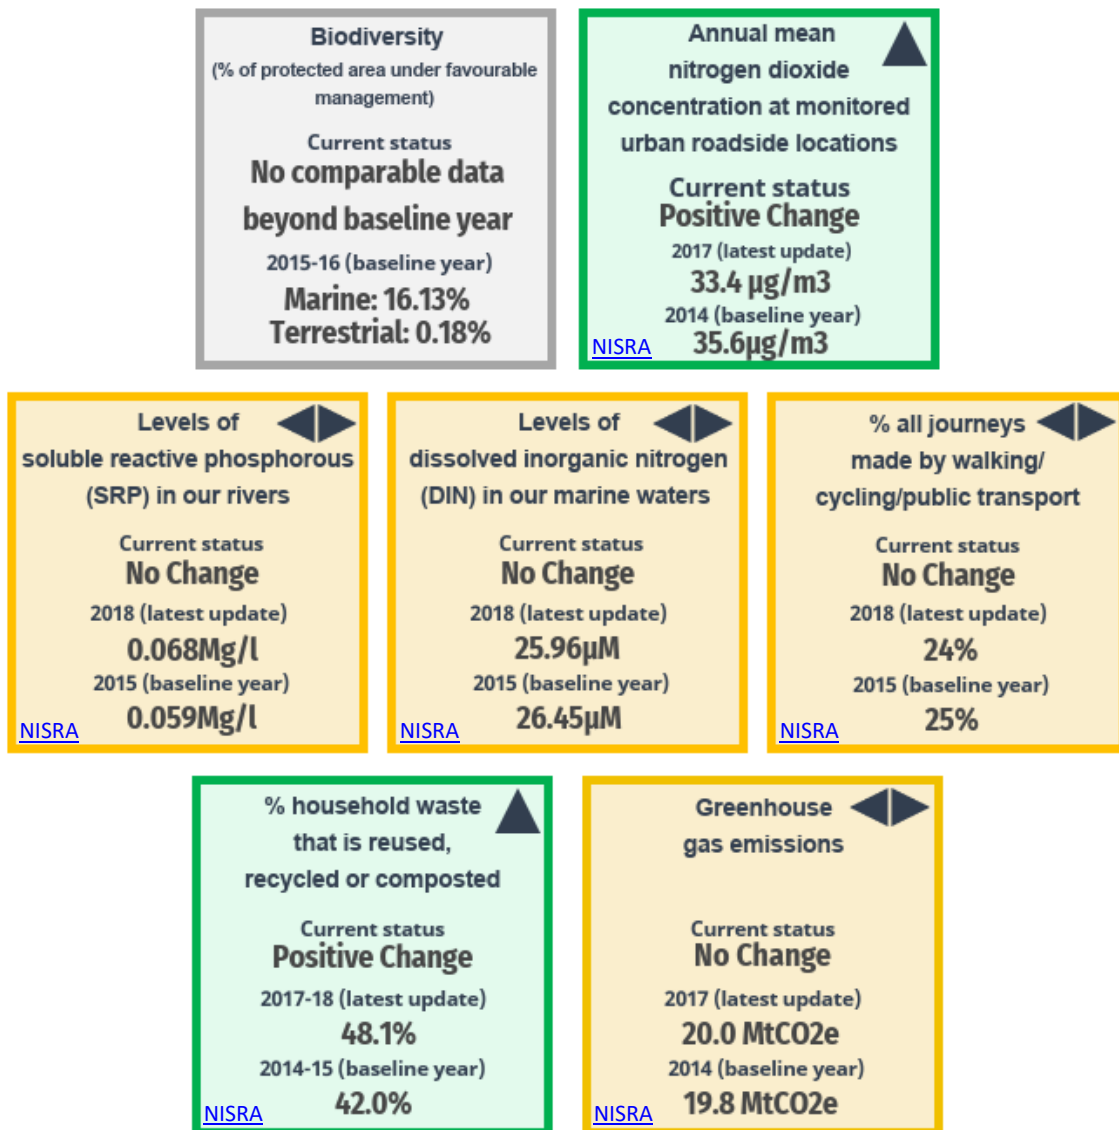 Biodiversity
(% of protected area under favourable
management)
Current status
No comparable data
beyond baseline year
2015-16 (baseline year)
Marine: 16.13%
Terrestrial: 0.18%
Annual mean
nitrogen dioxide
concentration at monitored
urban roadside locations
Current status
Positive Change
2017 (latest update)
33.4 µg/m3
2014 (baseline year)
35.6µg/m3
NISRA
Levels of
soluble reactive phosphorous
(SRP) in our rivers
Current status
No Change
2018 (latest update)
0.068Mg/l
2015 (baseline year)
0.059Mg/l
NISRA
Levels of
dissolved inorganic nitrogen
(DIN) in our marine waters
Current status
No Change
2018 (latest update)
25.96µM
2015 (baseline year)
26.45µM
NISRA
% all journeys
made by walking/
cycling/public transport
Current status
No Change
2018 (latest update)
24%
2015 (baseline year)
25%
NISRA
% household waste
that is reused,
recycled or composted
Current status
Positive Change
2017-18 (latest update)
48.1%
2014-15 (baseline year)
42.0%
NISRA
Greenhouse
gas emissions
Current status
No Change
2017 (latest update)
20.0 MtCO2e
2014 (baseline year)
19.8 MtCO2e
NISRA